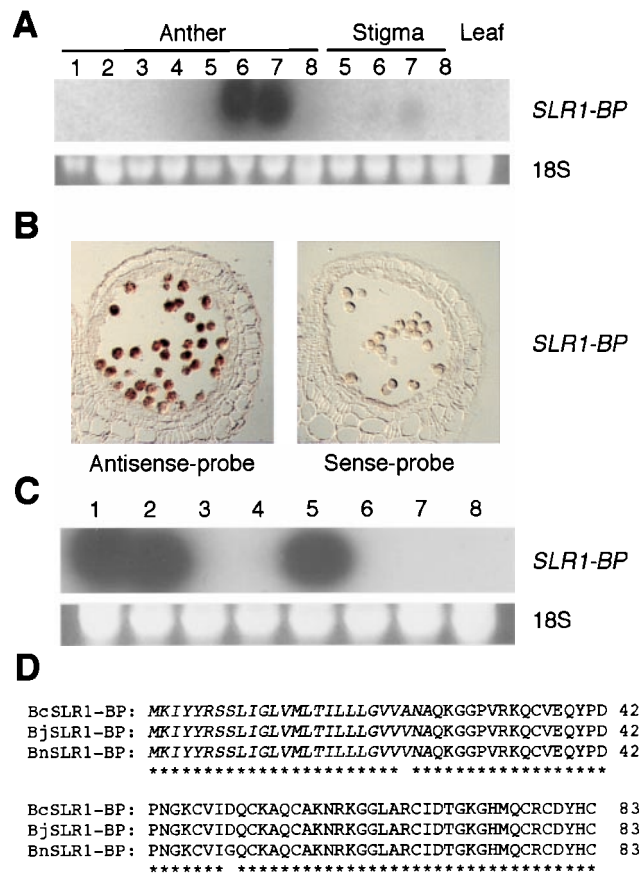 A
Anther Stigma Leaf
1 2 3 4 5 6 7 8 5 6 7 8
SLR1-BP
18S
B
SLR1-BP
Antisense-probe Sense-probe
C
1 2 3 4 5 6 7 8
SLR1-BP
18S
D
BcSLR1-BP: MKIYYRSSLIGLVMLTILLLGVVANAQKGGPVRKQCVEQYPD 42
BjSLR1-BP: MKIYYRSSLIGLVMLTILLLGVVVNAQKGGPVRKQCVEQYPD 42
BnSLR1-BP: MKIYYRSSLIGLVMLTILLLGVVVNAQKGGPVRKQCVEQYPD 42
*********************** ******************
BcSLR1-BP: PNGKCVIDQCKAQCAKNRKGGLARCIDTGKGHMQCRCDYHC 83
BjSLR1-BP: PNGKCVIDQCKAQCAKNRKGGLARCIDTGKGHMQCRCDYHC 83
BnSLR1-BP: PNGKCVIGQCKAQCAKNRKGGLARCIDTGKGHMQCRCDYHC 83
******* *********************************